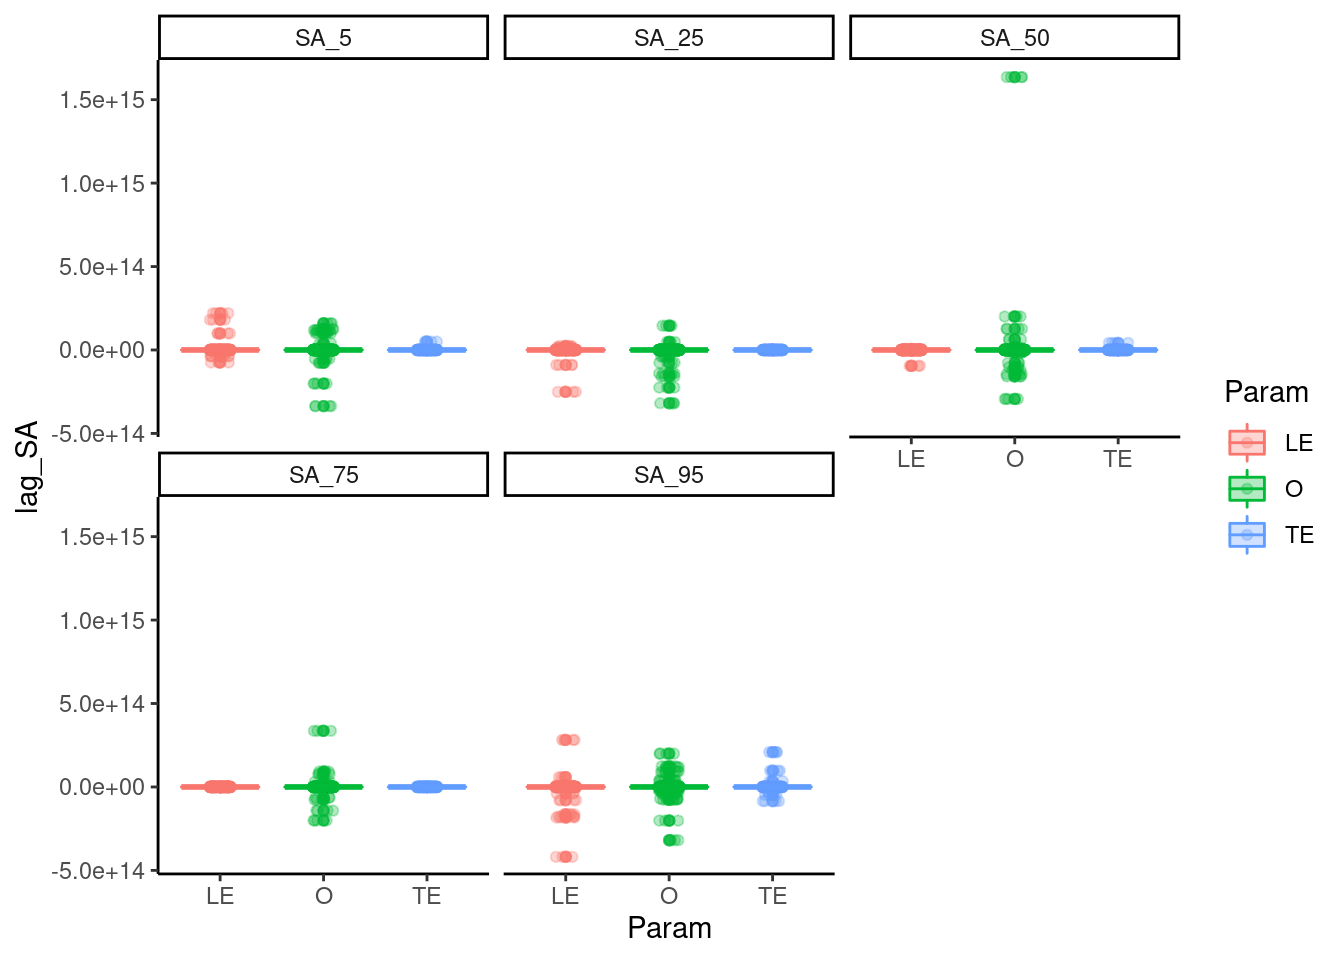 SA_5 SA_25 SA_50
1.5e+15
1.0e+15
5.0e+14
0.0e+00
-5.0e+14
LE O TE
SA_75 SA_95
1.5e+15
1.0e+15
5.0e+14
0.0e+00
-5.0e+14
LE O TE LE O TE
Param
lag_SA
Param
LE
O
TE